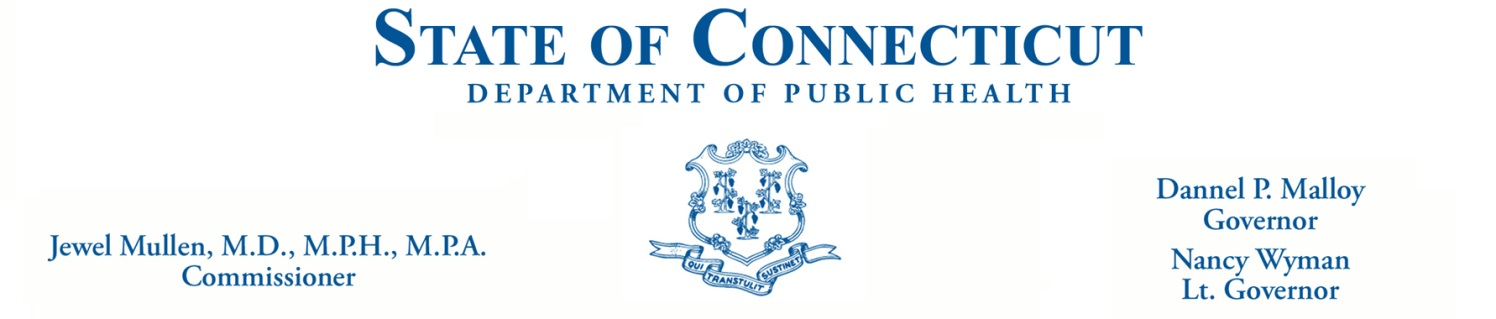 STATE OF CONNECTICUT
DEPARTMENT OF PUBLIC HEALTH
Jewel Mullen, M.D., M.P.H., M.P.A.
Commissioner
QUI TRANSTULIT SUSTINET
Dannel P. Malloy
Governor
Nancy Wyman
Lt. Governor